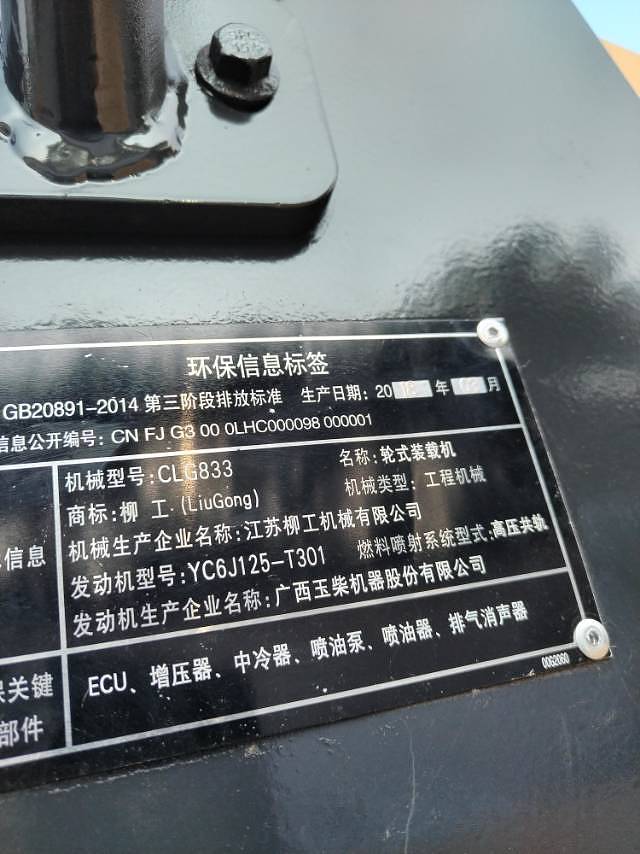 环保信息标签
GB20891-2014 第三阶段排放标准 生产日期: 20 年 月
信息公开编号: CN FJ G3 00 0LHC000098 000001
机械型号: CLG833 名称: 轮式装载机
商标: 柳 工 (LiuGong) 机械类型: 工程机械
信息
机械生产企业名称: 江苏柳工机械有限公司
发动机型号: YC6J125-T301 燃料喷射系统型式: 高压共轨
发动机生产企业名称: 广西玉柴机器股份有限公司
关键
部件
ECU、增压器、中冷器、喷油泵、喷油器、排气消声器
00G2060